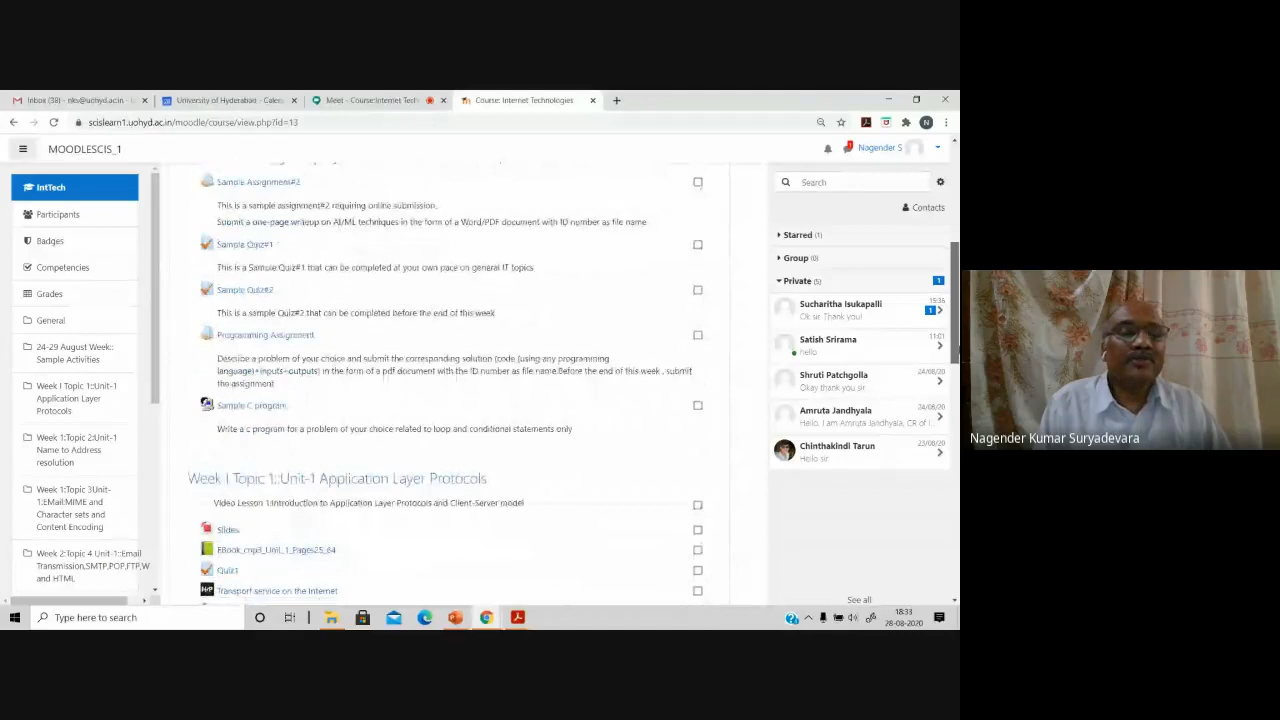 Inbox (38) - nks@uohyd.ac.in -
University of Hyderabad - Calen
Meet - Course:Internet Tech
Course: Internet Technologies
scislearn1.uohyd.ac.in/moodle/course/view.php?id=13
MOODLESCIS_1
Nagender S
IntTech
Participants
Badges
Competencies
Grades
General
24-29 August Week::
Sample Activities
Week I Topic 1::Unit-1
Application Layer
Protocols
Week 1:Topic 2:Unit-1
Name to Address
resolution
Week 1:Topic 3Unit-
1:EMail:MIME and
Character sets and
Content Encoding
Week 2:Topic 4 Unit-1::Email
Transmission,SMTP,POP,FTP,W
and HTML
Sample Assignment#2
This is a sample assignment#2 requiring online submission.
Submit a one-page writeup on AI/ML techniques in the form of a Word/PDF document with ID number as file name
Sample Quiz#1
This is a Sample Quiz#1 that can be completed at your own pace on general IT topics
Sample Quiz#2
This is a sample Quiz#2 that can be completed before the end of this week
Programming Assignment
Describe a problem of your choice and submit the corresponding solution (code [using any programming
language]+inputs+outputs) in the form of a pdf document with the ID number as file name.Before the end of this week , submit
the assignment
Sample C program
Write a c program for a problem of your choice related to loop and conditional statements only
Week I Topic 1::Unit-1 Application Layer Protocols
Video Lesson 1:Introduction to Application Layer Protocols and Client-Server model
Slides
EBook_cnp3_Unit_1_Pages25_64
Quiz1
H-P Transport service on the Internet
Search
Contacts
Starred (1)
Group (0)
Private (5)
1
Sucharitha Isukapalli
15:36
Ok sir. Thank you!
1
Satish Srirama
11:01
hello
Shruti Patchgolla
24/08/20
Okay thank you sir
Amruta Jandhyala
24/08/20
Hello. I am Amruta Jandhyala, CR of I...
Chinthakindi Tarun
23/08/20
Hello sir
See all
Type here to search
18:33
28-08-2020
Nagender Kumar Suryadevara